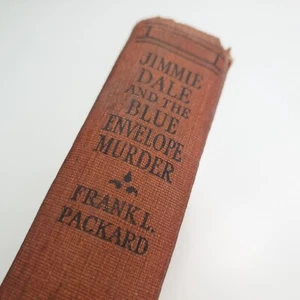 JIMMIE
DALE
AND THE
BLUE
ENVELOPE
MURDER
FRANK L.
PACKARD